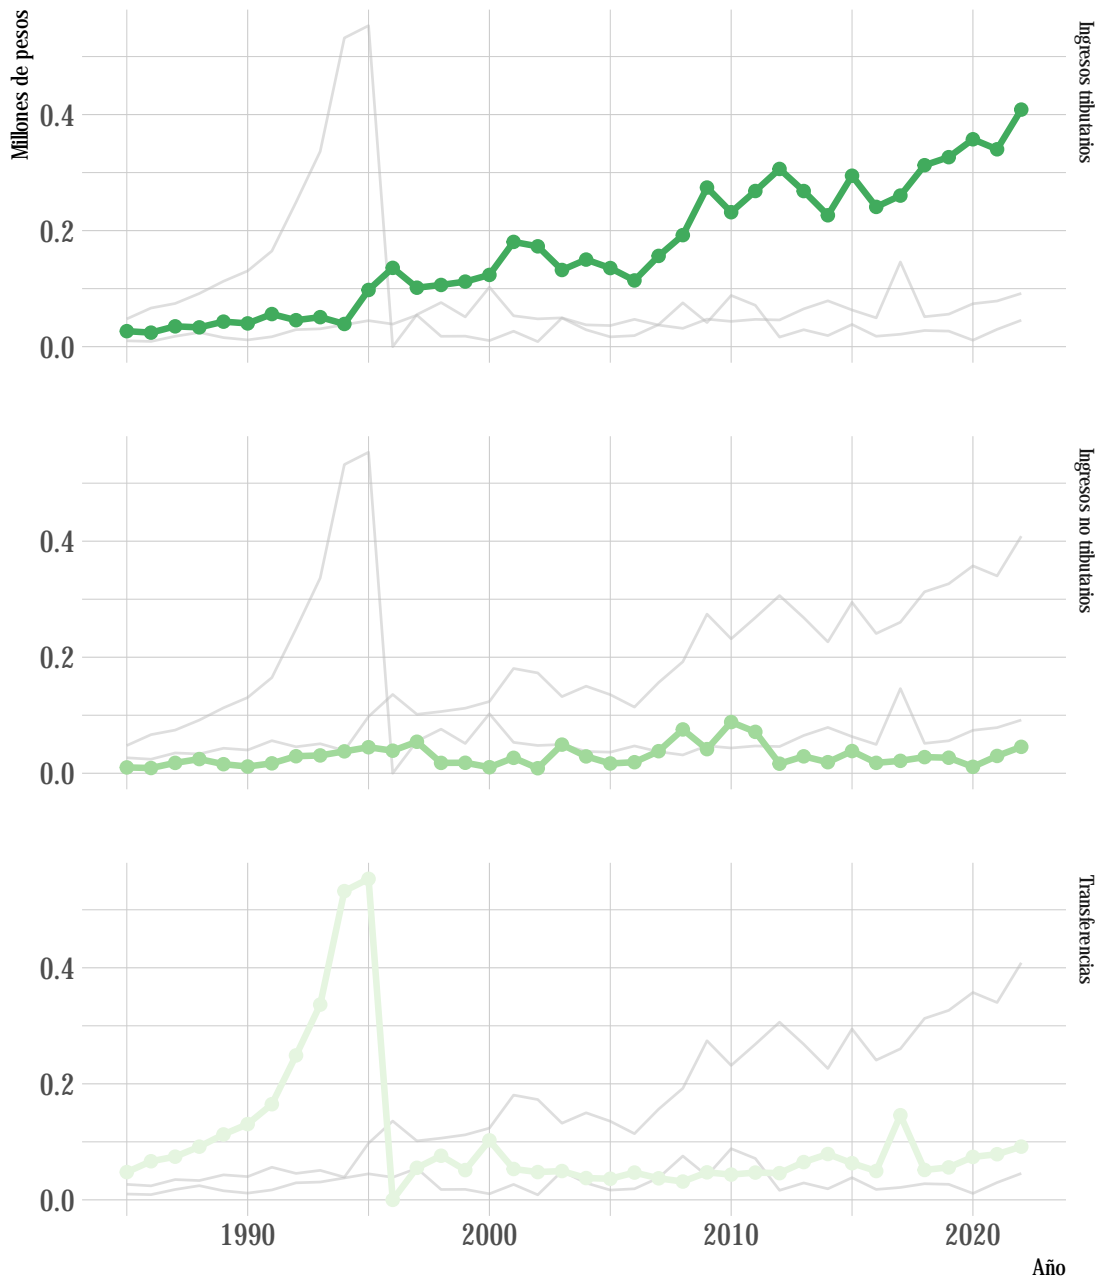 Millones de pesos
Ingresos tributarios
0.4
0.2
0.0
Ingresos no tributarios
0.4
0.2
0.0
Transferencias
0.4
0.2
0.0
1990 2000 2010 2020
Año